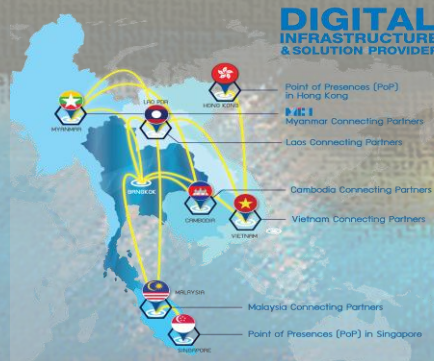 DIGITAL
INFRASTRUCTURE
& SOLUTION PROVIDER
Point of Presences (PoP)
in Hong Kong
HONG KONG
LAO PDR
MYANMAR
Myanmar Connecting Partners
Laos Connecting Partners
BANGKOK
Cambodia Connecting Partners
CAMBODIA
Vietnam Connecting Partners
VIETNAM
MALAYSIA
Malaysia Connecting Partners
Point of Presences (PoP) in Singapore
SINGAPORE